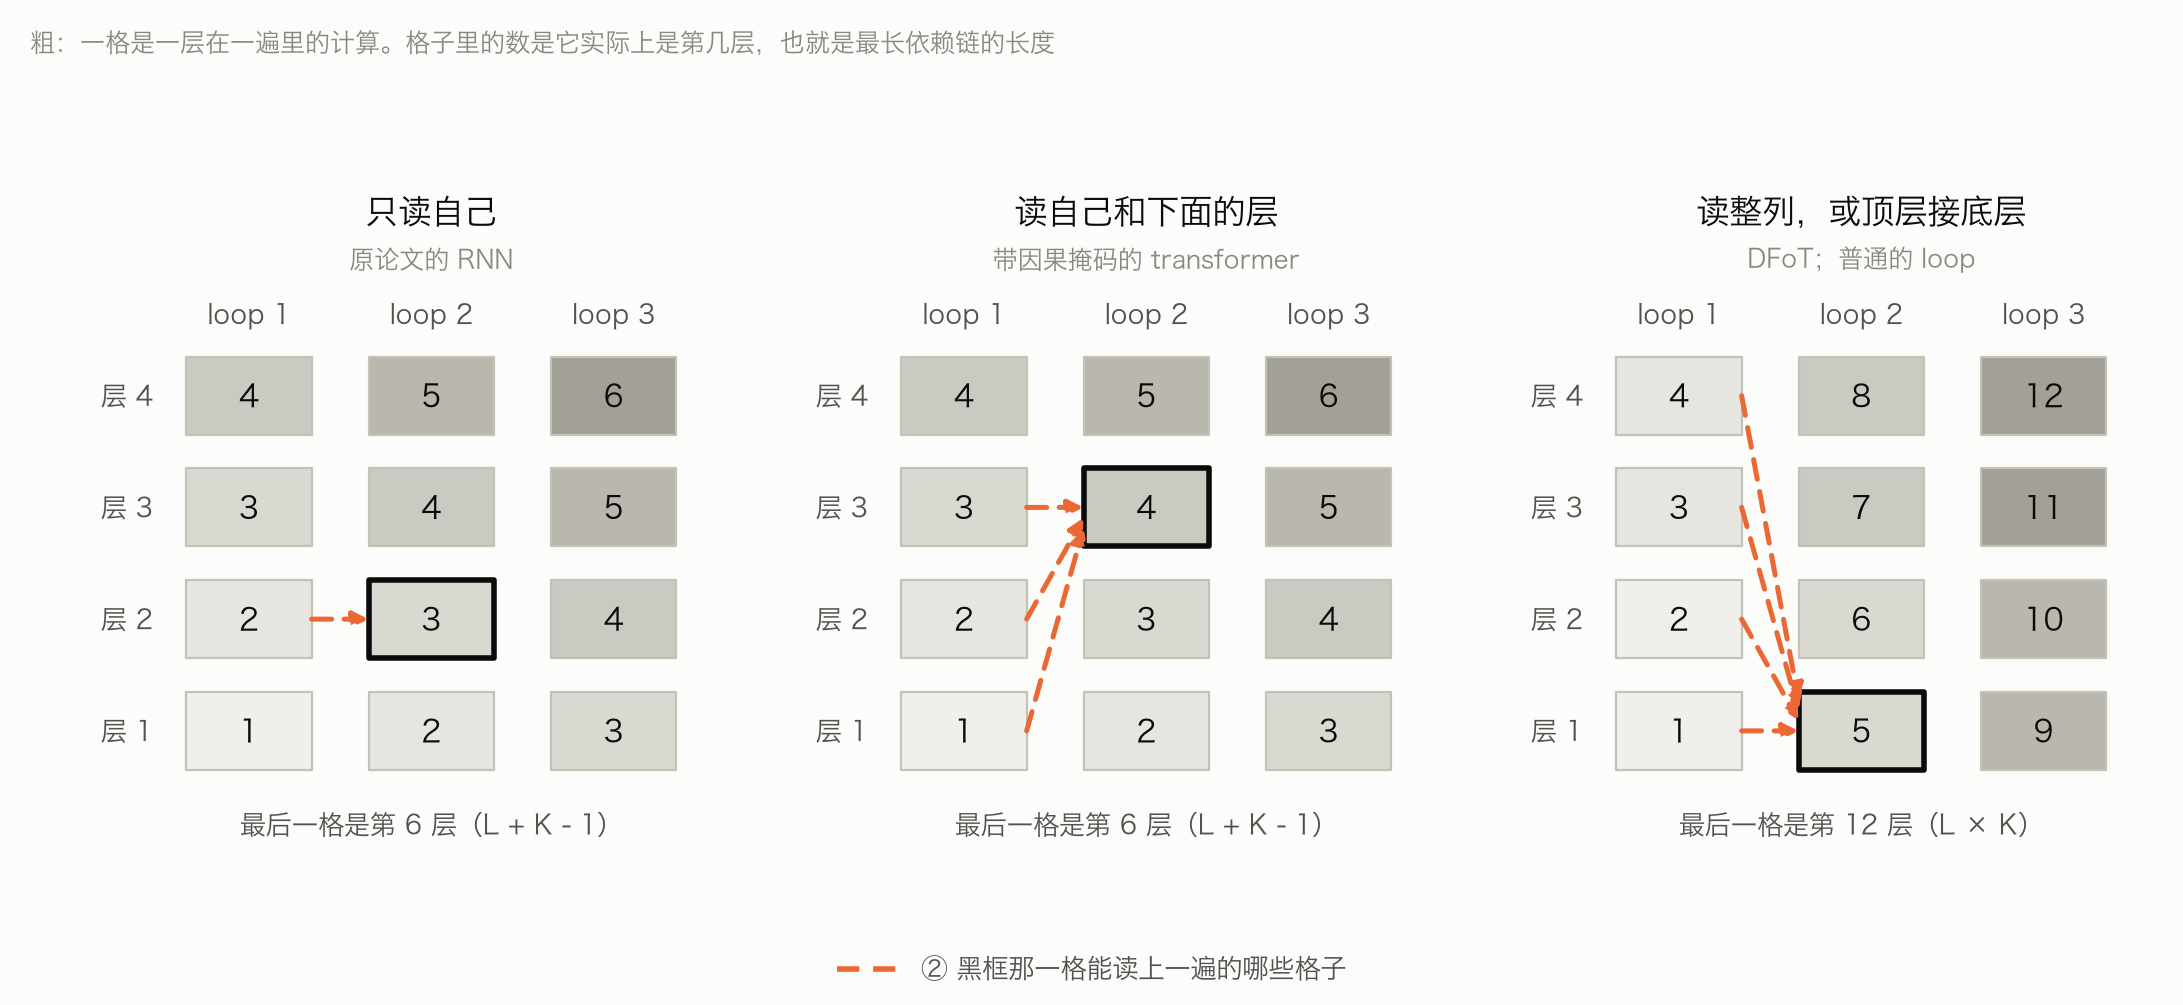 粗：一格是一层在一遍里的计算。格子里的数是它实际上是第几层，也就是最长依赖链的长度
只读自己
原论文的 RNN
loop 1 loop 2 loop 3
层 4 4 5 6
层 3 3 4 5
层 2 2 3 4
层 1 1 2 3
最后一格是第 6 层（L + K - 1）
读自己和下面的层
带因果掩码的 transformer
loop 1 loop 2 loop 3
层 4 4 5 6
层 3 3 4 5
层 2 2 3 4
层 1 1 2 3
最后一格是第 6 层（L + K - 1）
读整列，或顶层接底层
DFoT；普通的 loop
loop 1 loop 2 loop 3
层 4 4 8 12
层 3 3 7 11
层 2 2 6 10
层 1 1 5 9
最后一格是第 12 层（L × K）
② 黑框那一格能读上一遍的哪些格子